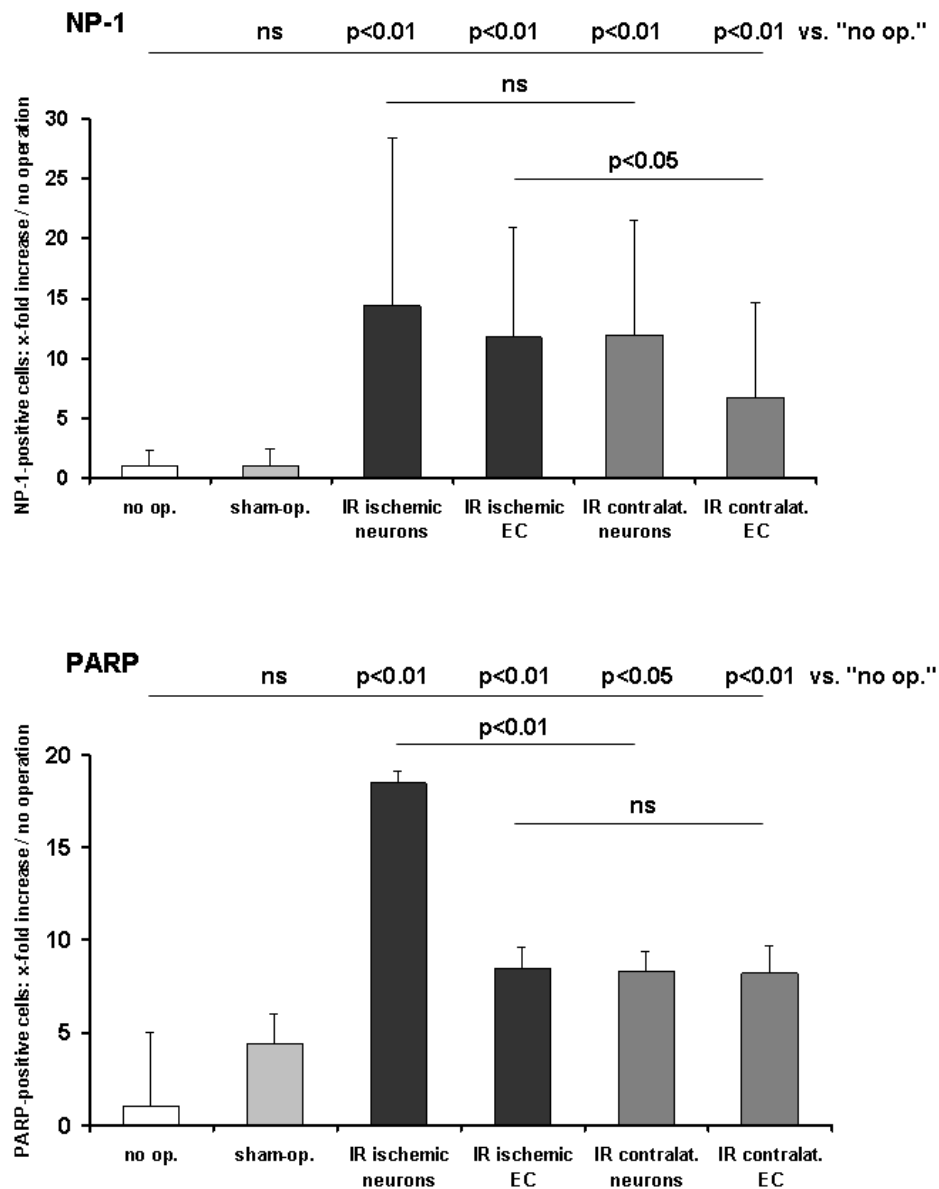 NP-1
ns p<0.01 p<0.01 p<0.01 p<0.01 vs. "no op."
ns
p<0.05
NP-1-positive cells: x-fold increase / no operation
30
25
20
15
10
5
0
no op. sham-op. IR ischemic IR ischemic IR contralat. IR contralat.
neurons EC neurons EC
PARP
ns p<0.01 p<0.01 p<0.05 p<0.01 vs. "no op."
p<0.01
ns
PARP-positive cells: x-fold increase / no operation
20
15
10
5
0
no op. sham-op. IR ischemic IR ischemic IR contralat. IR contralat.
neurons EC neurons EC